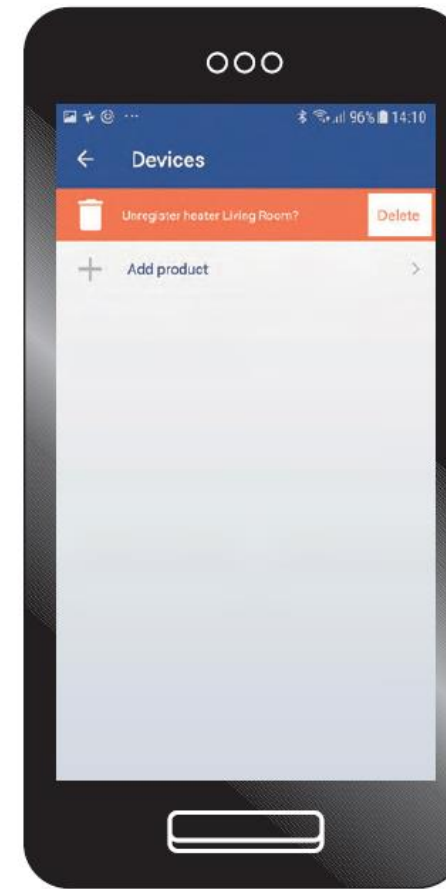 96% 14:10
Devices
Unregister heater Living Room?
Delete
Add product